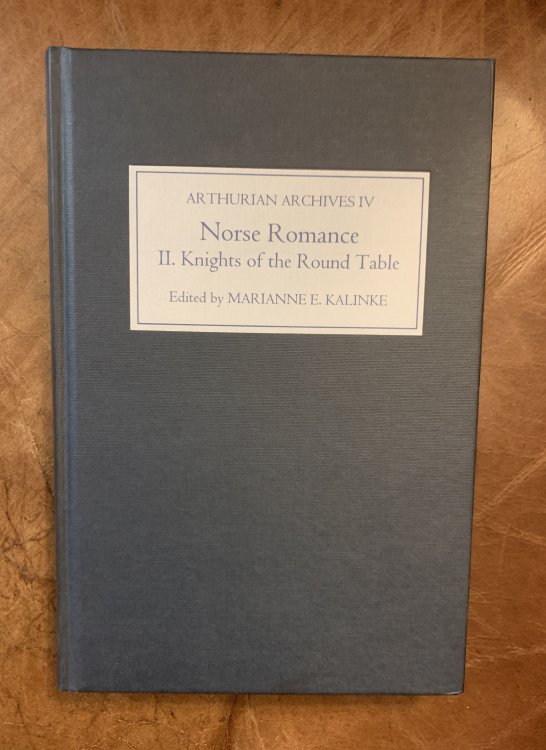 ARTHURIAN ARCHIVES IV
Norse Romance
II. Knights of the Round Table
Edited by MARIANNE E. KALINKE